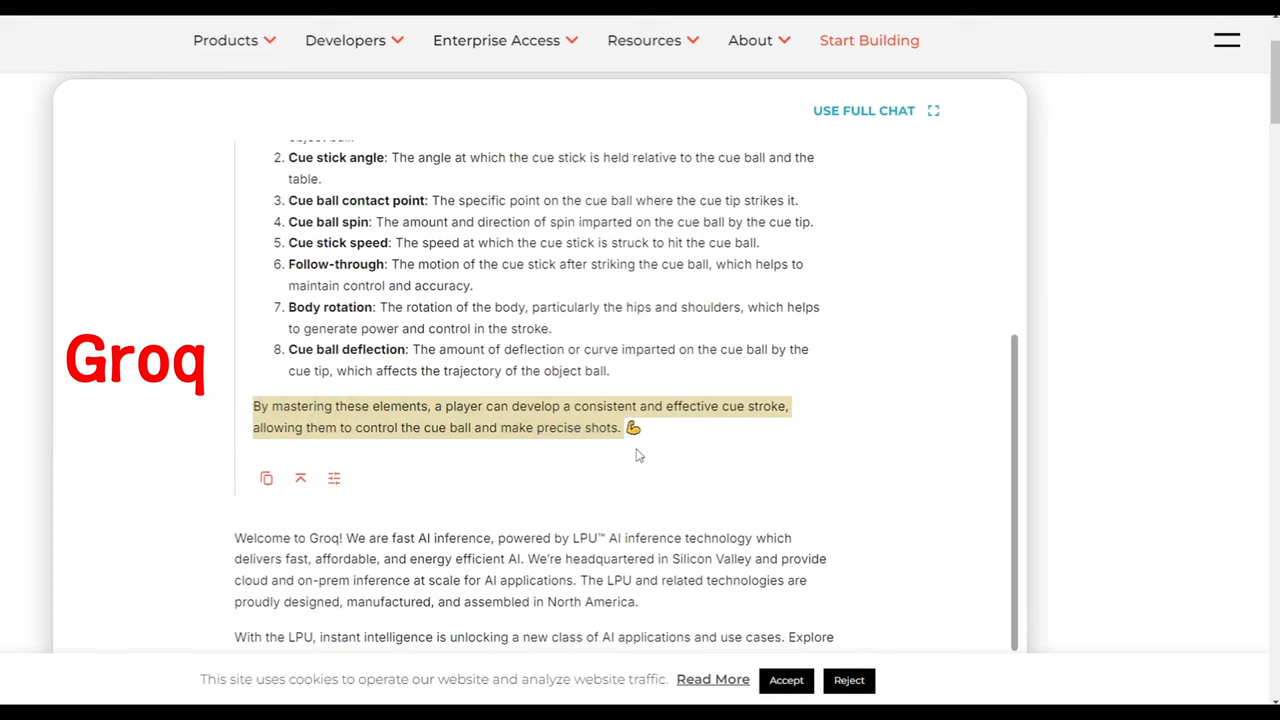 Products Developers Enterprise Access Resources About Start Building
USE FULL CHAT
2. Cue stick angle: The angle at which the cue stick is held relative to the cue ball and the
table.
3. Cue ball contact point: The specific point on the cue ball where the cue tip strikes it.
4. Cue ball spin: The amount and direction of spin imparted on the cue ball by the cue tip.
5. Cue stick speed: The speed at which the cue stick is struck to hit the cue ball.
6. Follow-through: The motion of the cue stick after striking the cue ball, which helps to
maintain control and accuracy.
7. Body rotation: The rotation of the body, particularly the hips and shoulders, which helps
to generate power and control in the stroke.
8. Cue ball deflection: The amount of deflection or curve imparted on the cue ball by the
cue tip, which affects the trajectory of the object ball.
Groq
By mastering these elements, a player can develop a consistent and effective cue stroke,
allowing them to control the cue ball and make precise shots. 💪
Welcome to Groq! We are fast AI inference, powered by LPU™ AI inference technology which
delivers fast, affordable, and energy efficient AI. We're headquartered in Silicon Valley and provide
cloud and on-prem inference at scale for AI applications. The LPU and related technologies are
proudly designed, manufactured, and assembled in North America.
With the LPU, instant intelligence is unlocking a new class of AI applications and use cases. Explore
This site uses cookies to operate our website and analyze website traffic. Read More Accept Reject